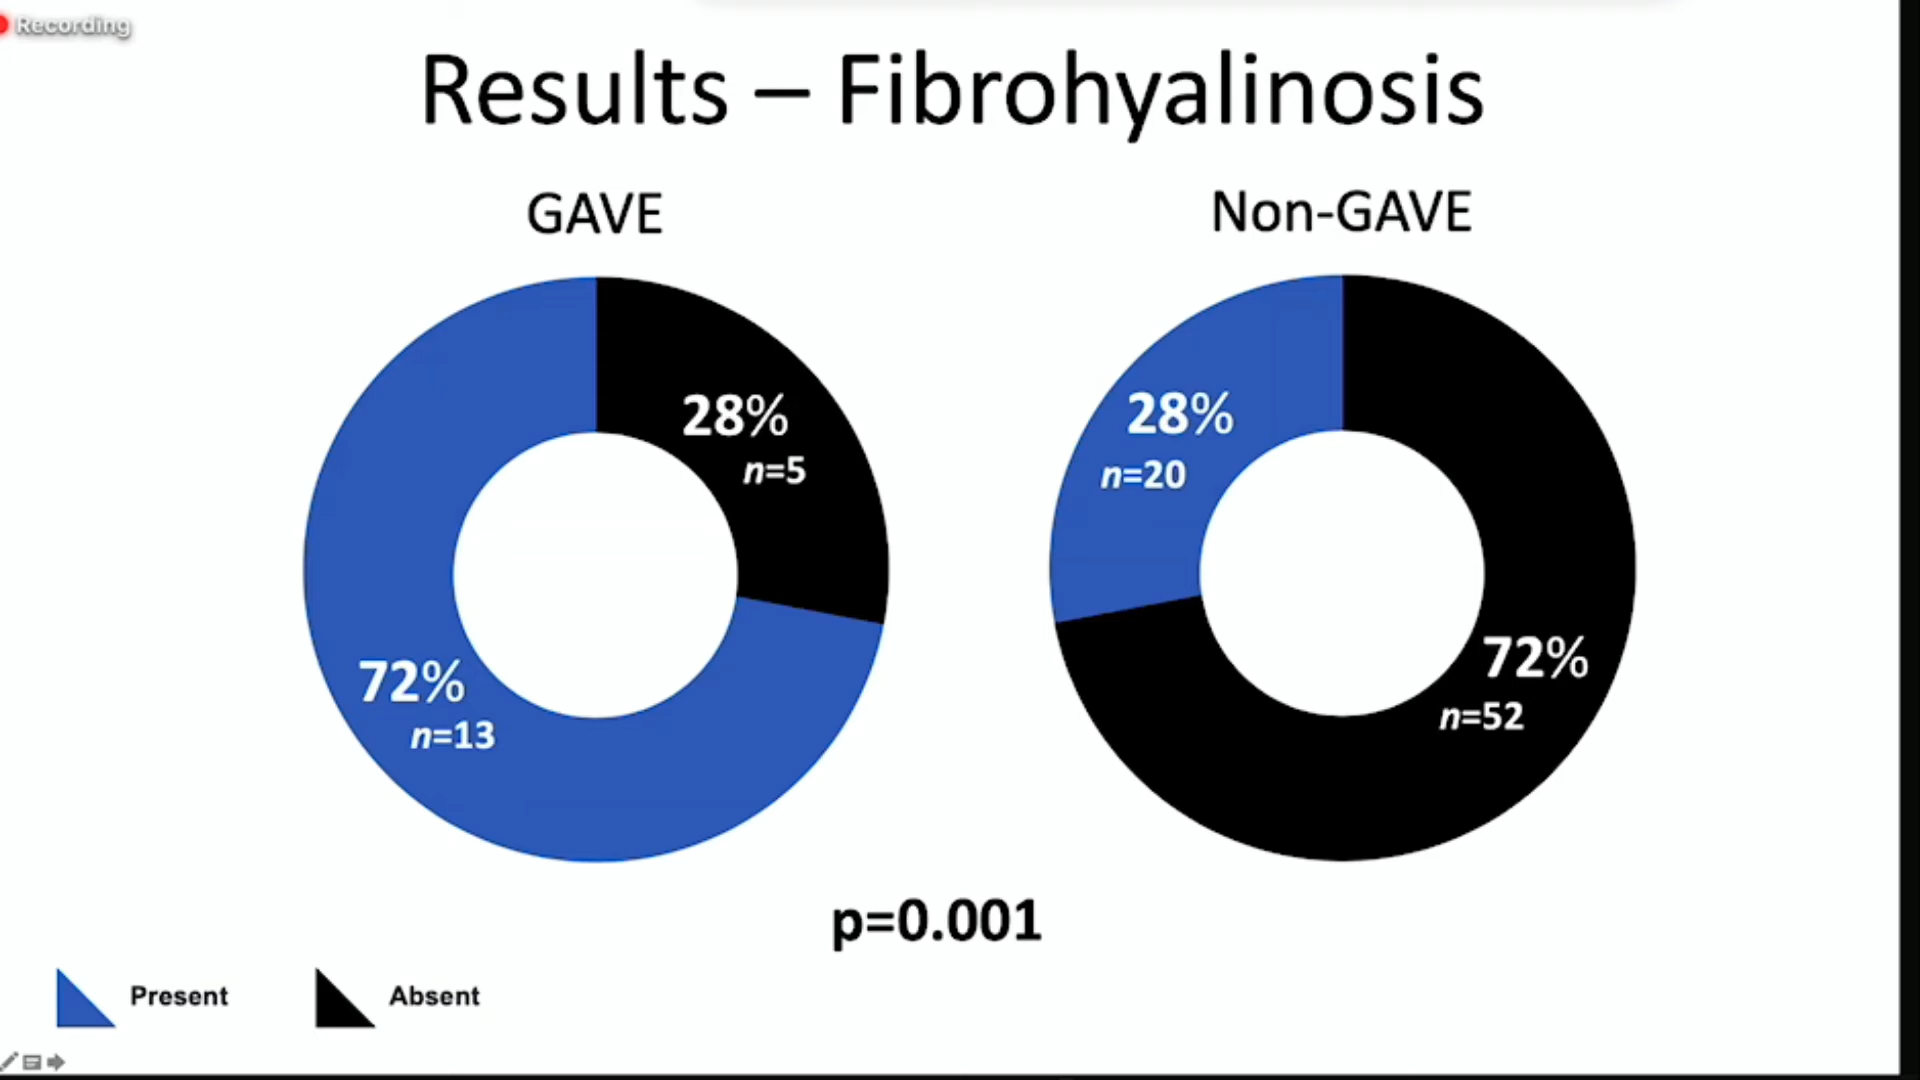 Recording
Results – Fibrohyalinosis
GAVE
Non-GAVE
28%
n=5
72%
n=13
28%
n=20
72%
n=52
p=0.001
Present
Absent